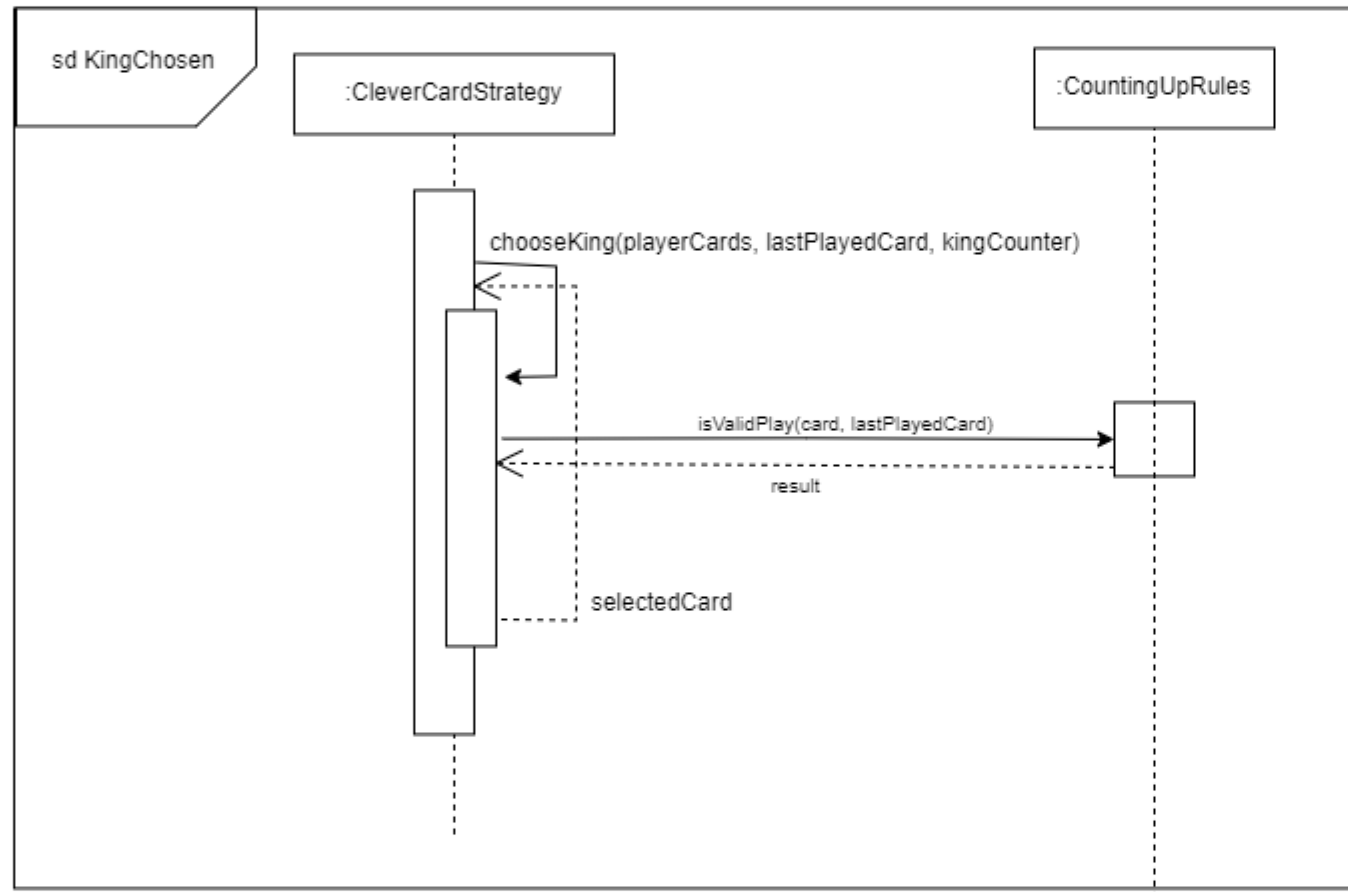 sd KingChosen
:CleverCardStrategy
:CountingUpRules
chooseKing(playerCards, lastPlayedCard, kingCounter)
isValidPlay(card, lastPlayedCard)
result
selectedCard